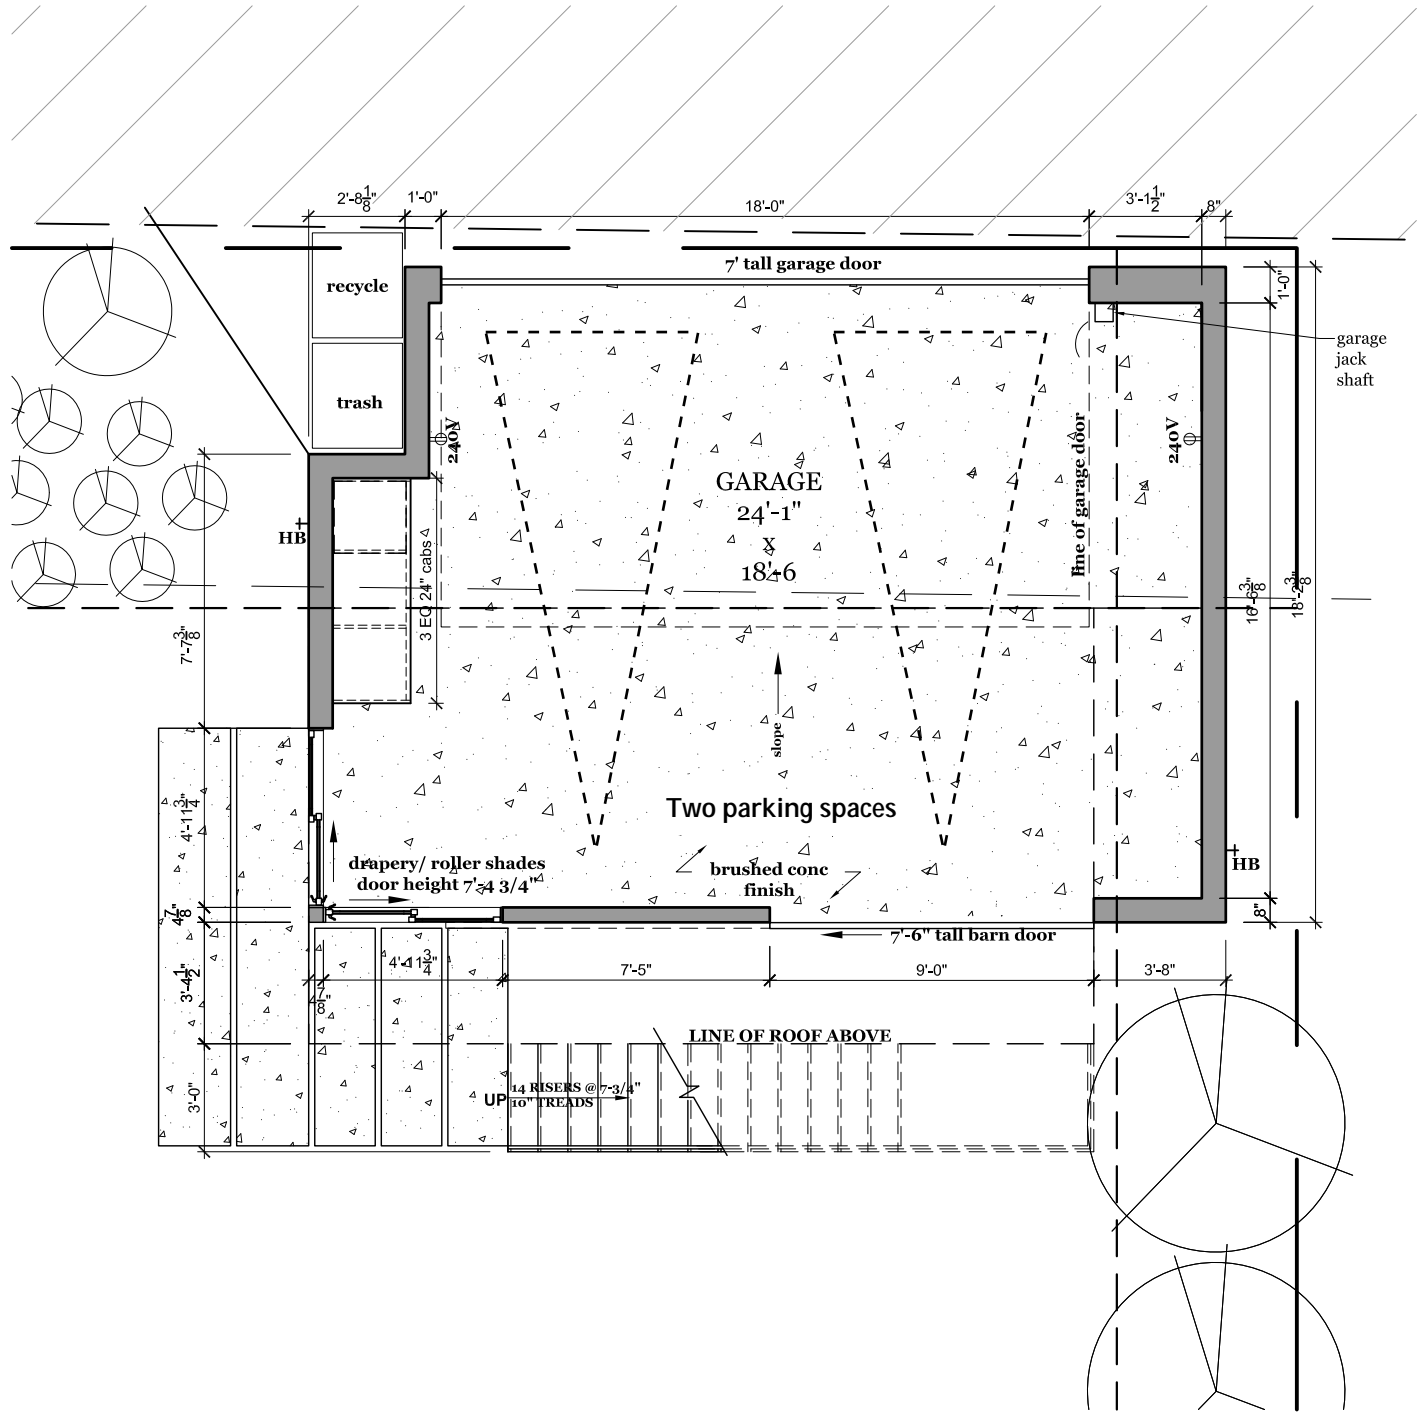 2'-8 1/8"
1'-0"
18'-0"
3'-1 1/2"
8"
7' tall garage door
recycle
1'-0"
garage
jack
shaft
trash
240V
240V
line of garage door
GARAGE
24'-1"
x
18'-6
HB
3 EQ 24" cabs
16'-6 3/8"
18'-2 3/8"
7'-7 3/8"
slope
4'-11 3/4"
Two parking spaces
drapery/ roller shades
door height 7'-4 3/4"
brushed conc
finish
HB
4 7/8"
8"
7'-6" tall barn door
3'-4 1/2"
4'-11 3/4"
7'-5"
9'-0"
3'-8"
LINE OF ROOF ABOVE
3'-0"
UP
14 RISERS @ 7-3/4"
10" TREADS